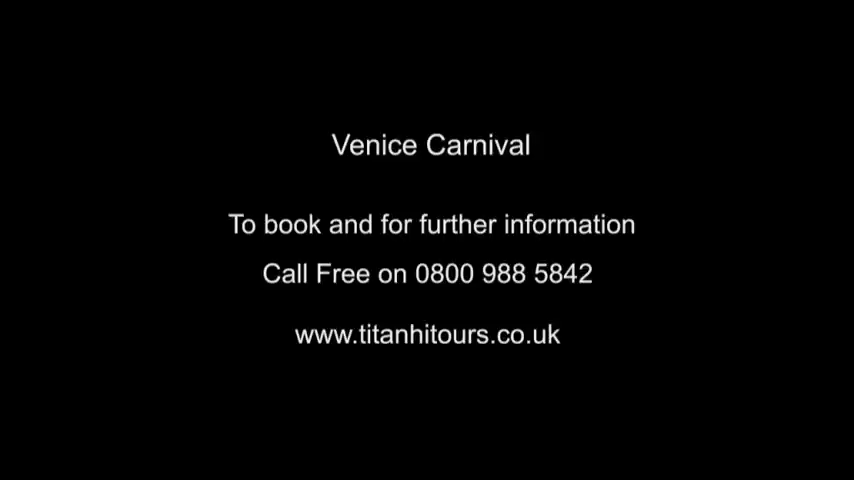 Venice Carnival
To book and for further information
Call Free on 0800 988 5842
www.titanhitours.co.uk